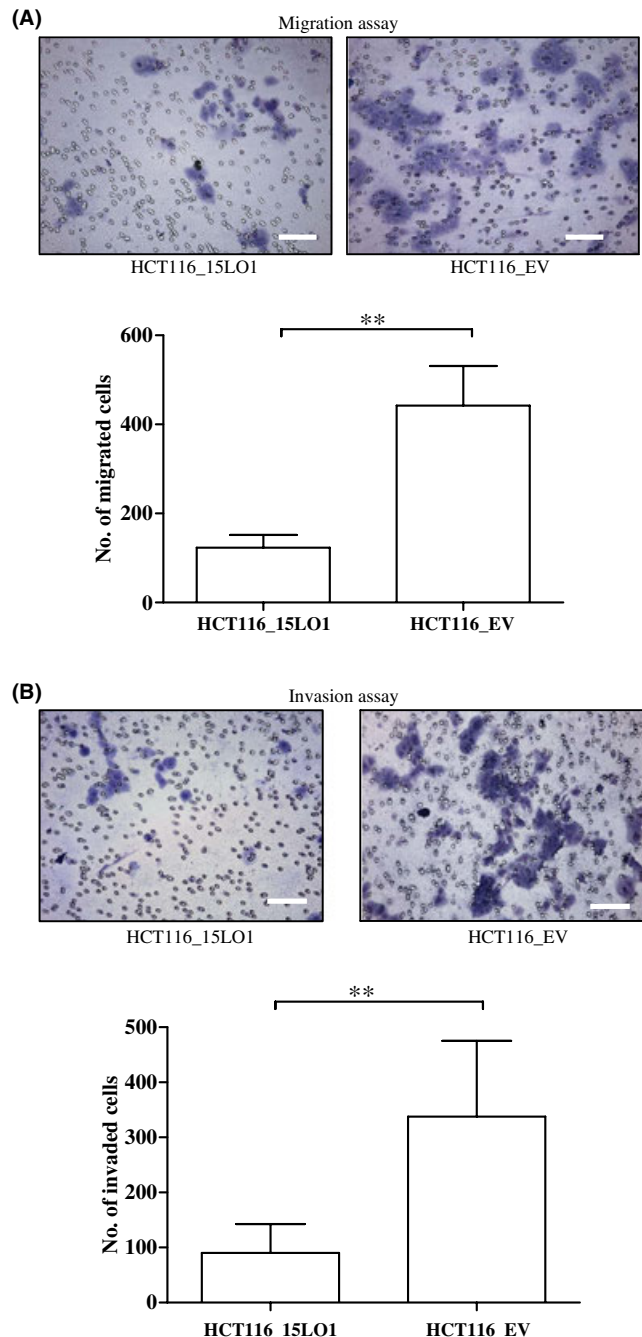 (A)
Migration assay
HCT116_15LO1 HCT116_EV
**
600
400
200
0
No. of migrated cells
HCT116_15LO1 HCT116_EV
(B)
Invasion assay
HCT116_15LO1 HCT116_EV
**
500
400
300
200
100
0
No. of invaded cells
HCT116_15LO1 HCT116_EV